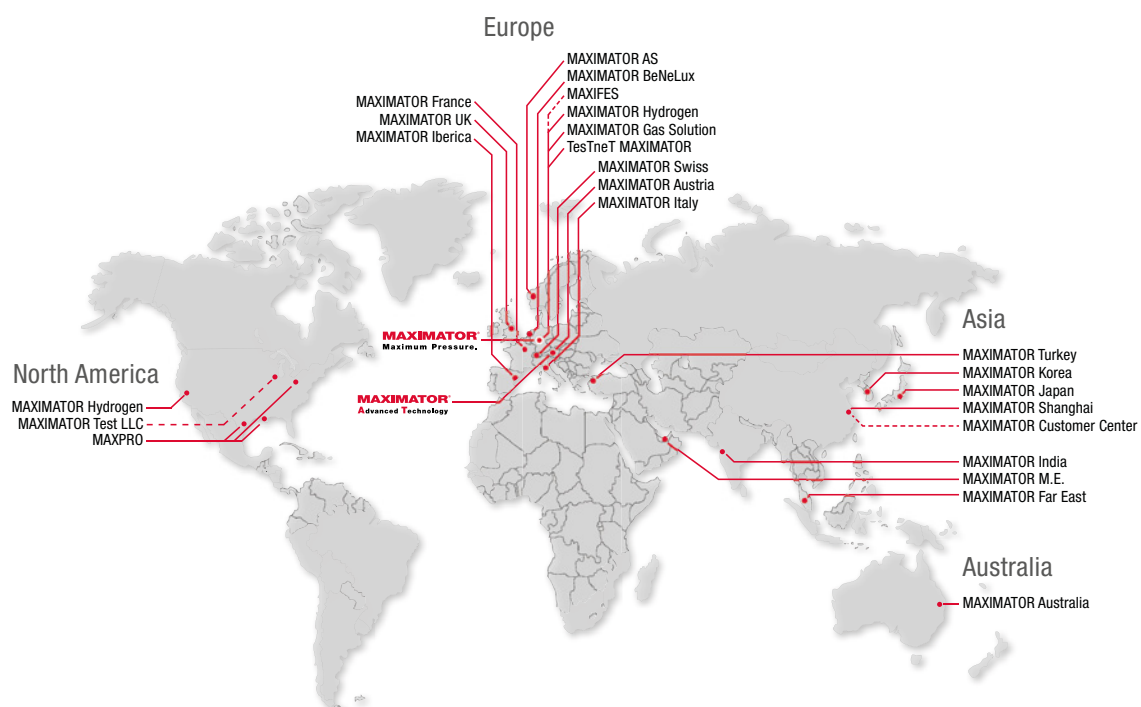 Europe
MAXIMATOR AS
MAXIMATOR BeNeLux
MAXIFES
MAXIMATOR Hydrogen
MAXIMATOR Gas Solution
TesTneT MAXIMATOR
MAXIMATOR Swiss
MAXIMATOR Austria
MAXIMATOR Italy
MAXIMATOR France
MAXIMATOR UK
MAXIMATOR Iberica
MAXIMATOR®
Maximum Pressure.
MAXIMATOR®
Advanced Technology
North America
MAXIMATOR Hydrogen
MAXIMATOR Test LLC
MAXPRO
Asia
MAXIMATOR Turkey
MAXIMATOR Korea
MAXIMATOR Japan
MAXIMATOR Shanghai
MAXIMATOR Customer Center
MAXIMATOR India
MAXIMATOR M.E.
MAXIMATOR Far East
Australia
MAXIMATOR Australia